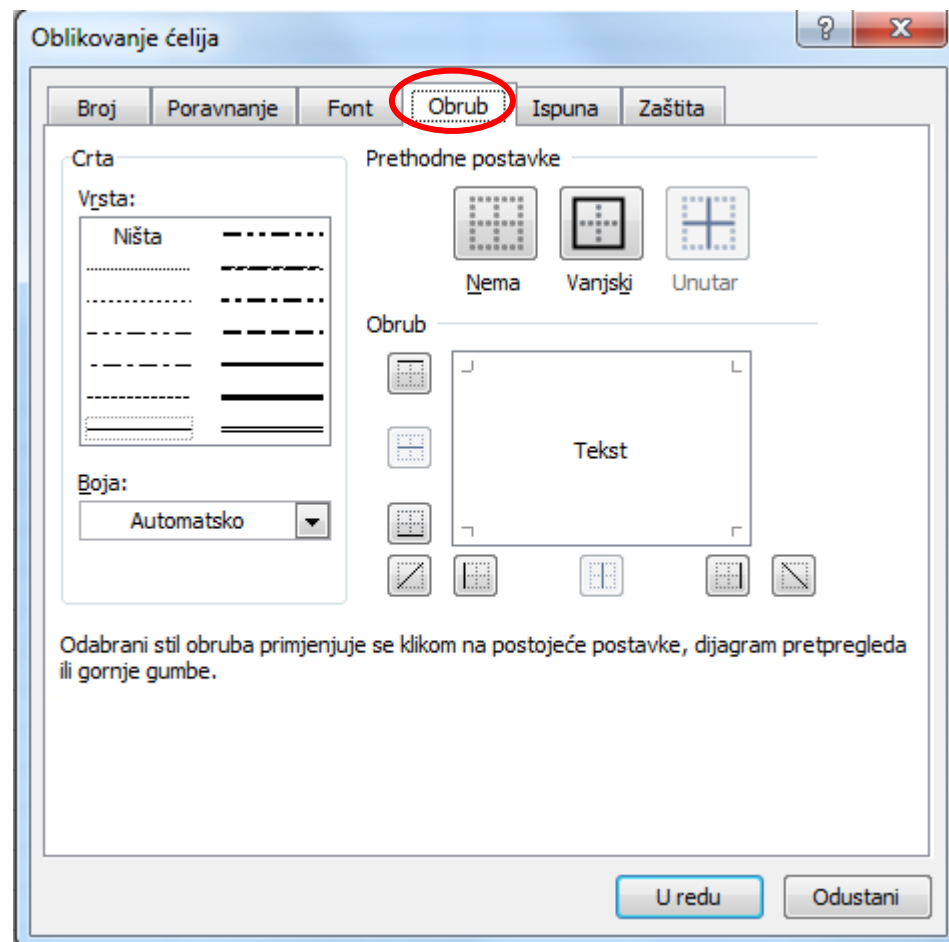 Oblikovanje ćelija
Broj Poravnanje Font Obrub Ispuna Zaštita
Crta
Vrsta:
Ništa
Boja:
Automatsko
Prethodne postavke
Nema Vanjski Unutar
Obrub
Tekst
Odabrani stil obruba primjenjuje se klikom na postojeće postavke, dijagram pretpregleda
ili gornje gumbe.
U redu Odustani